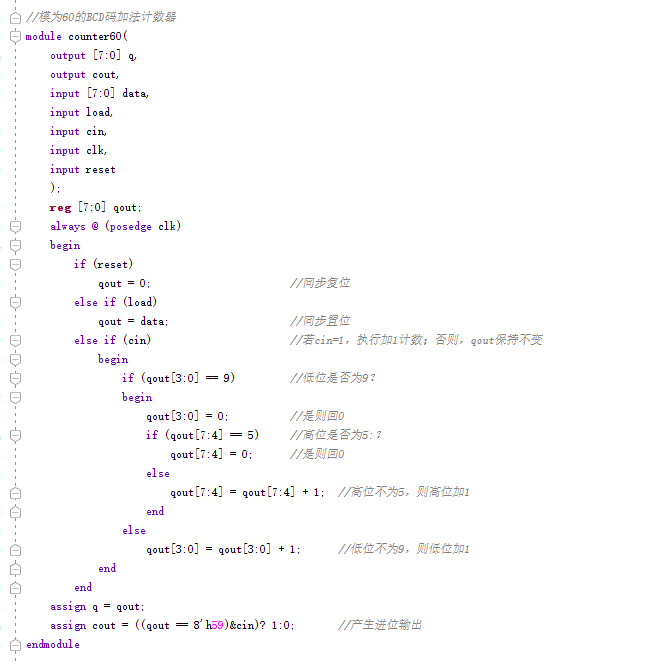 //模为60的BCD码加法计数器
module counter60(
    output [7:0] q,
    output cout,
    input [7:0] data,
    input load,
    input cin,
    input clk,
    input reset
    );
    reg [7:0] qout;
    always @ (posedge clk)
    begin
        if (reset)
            qout = 0; //同步复位
        else if (load)
            qout = data; //同步置位
        else if (cin) //若cin=1，执行加1计数；否则，qout保持不变
            begin
                if (qout[3:0] == 9) //低位是否为9？
                begin
                    qout[3:0] = 0; //是则回0
                    if (qout[7:4] == 5) //高位是否为5:？
                        qout[7:4] = 0; //是则回0
                    else
                        qout[7:4] = qout[7:4] + 1; //高位不为5，则高位加1
                    end
                else
                    qout[3:0] = qout[3:0] + 1; //低位不为9，则低位加1
            end
        end
    assign q = qout;
    assign cout = ((qout == 8'h59)&cin)? 1:0; //产生进位输出
endmodule